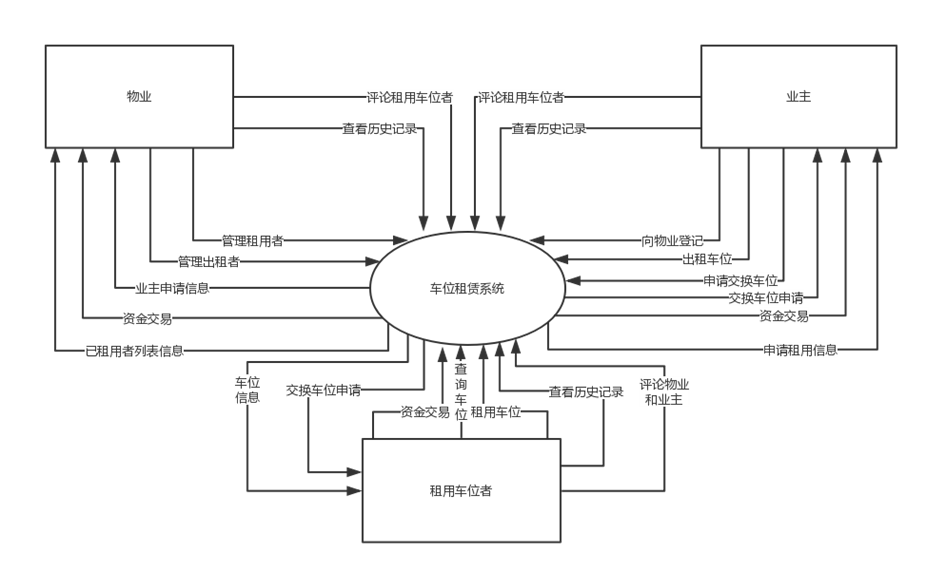 物业
业主
评论租用车位者
评论租用车位者
查看历史记录
查看历史记录
管理租用者
向物业登记
管理出租者
出租车位
申请交换车位
业主申请信息
车位租赁系统
交换车位申请
资金交易
资金交易
已租用者列表信息
申请租用信息
车位
信息
交换车位申请
查询车位
查看历史记录
评论物业
和业主
资金交易
租用车位
租用车位者